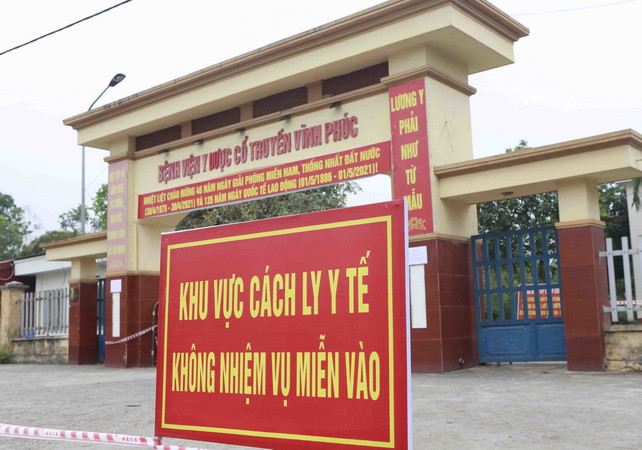 BỆNH VIỆN Y DƯỢC CỔ TRUYỀN VĨNH PHÚC
NHIỆT LIỆT CHÀO MỪNG 46 NĂM NGÀY GIẢI PHÓNG MIỀN NAM, THỐNG NHẤT ĐẤT NƯỚC
(30/4/1975 - 30/4/2021) VÀ 135 NĂM NGÀY QUỐC TẾ LAO ĐỘNG (01/5/1886 - 01/5/2021)!
LƯƠNG Y
PHẢI
NHƯ
TỪ
MẪU
KHU VỰC CÁCH LY Y TẾ
KHÔNG NHIỆM VỤ MIỄN VÀO